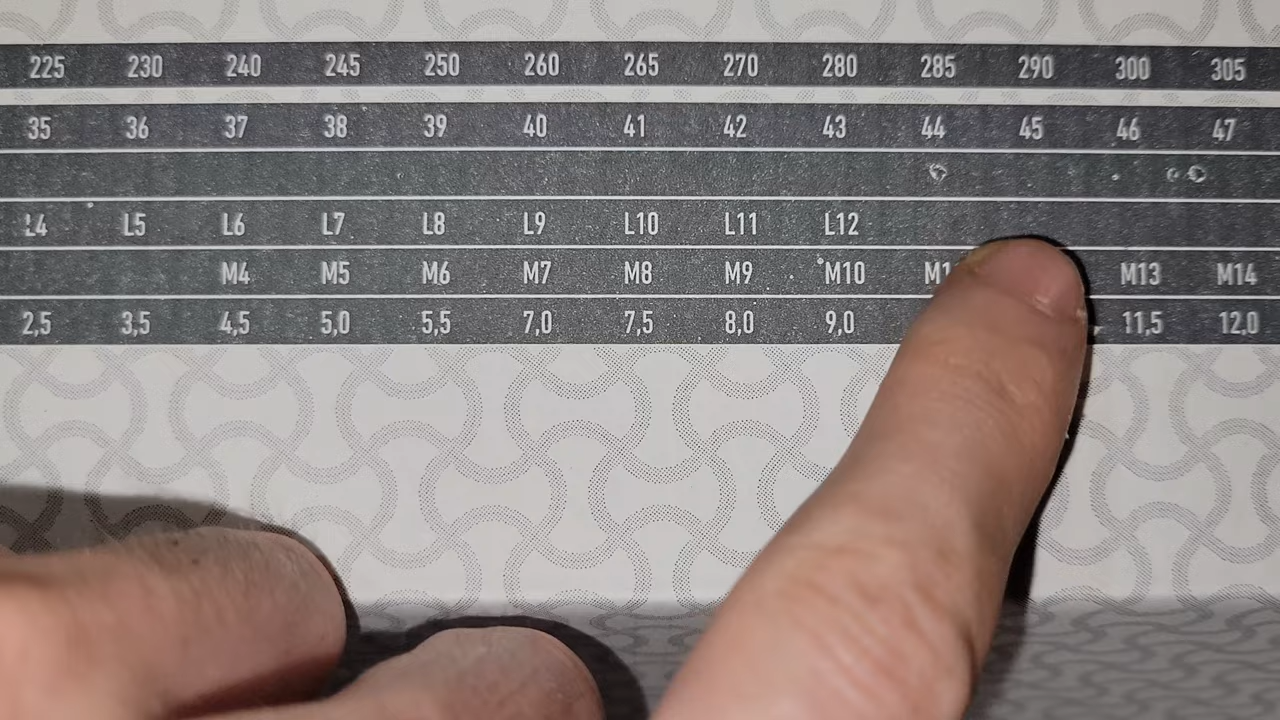 225 230 240 245 250 260 265 270 280 285 290 300 305
35 36 37 38 39 40 41 42 43 44 45 46 47
L4 L5 L6 L7 L8 L9 L10 L11 L12
M4 M5 M6 M7 M8 M9 M10 M13 M14
2,5 3,5 4,5 5,0 5,5 7,0 7,5 8,0 9,0 11,5 12,0